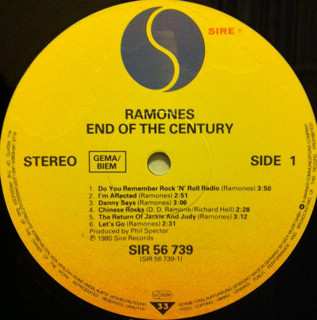 SIRE
RAMONES
END OF THE CENTURY
STEREO
GEMA/
BIEM
SIDE 1
1. Do You Remember Rock 'N' Roll Radio (Ramones) 3:50
2. I'm Affected (Ramones) 2:51
3. Danny Says (Ramones) 3:06
4. Chinese Rocks (D. D. Ramone/Richard Hell) 2:28
5. The Return Of Jackie And Judy (Ramones) 3:12
6. Let's Go (Ramones) 2:31
Produced by Phil Spector
℗ 1980 Sire Records
SIR 56 739
(SIR 56 739-1)
33